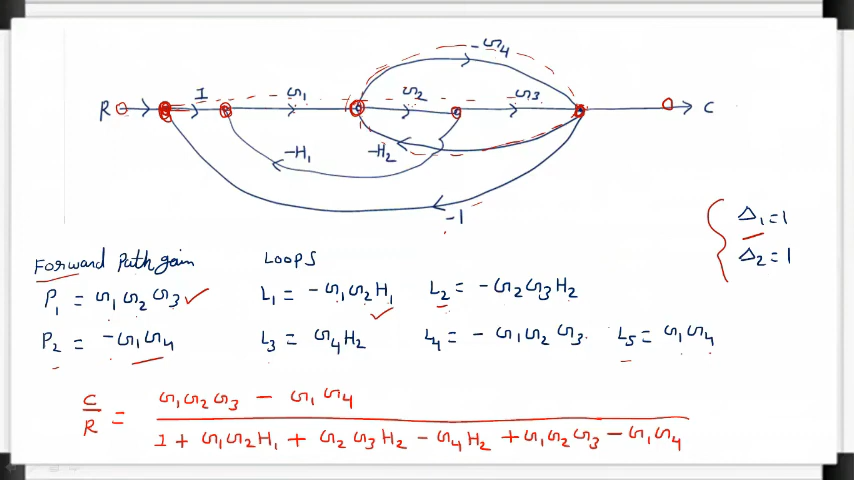 -G4
R 1 G1 G2 G3 C
-H1 -H2
-1
Δ1=1
Δ2=1
Forward Path gain Loops
P1 = G1G2G3 L1 = -G1G2H1 L2 = -G2G3H2
P2 = -G1G4 L3 = G4H2 L4 = -G1G2G3 L5 = G1G4
C/R = G1G2G3 - G1G4
1 + G1G2H1 + G2G3H2 - G4H2 + G1G2G3 - G1G4